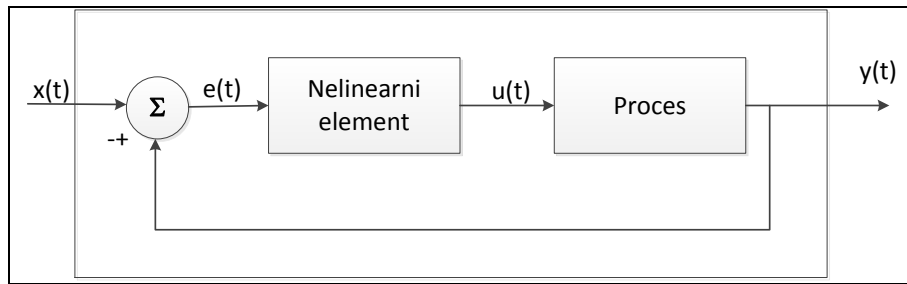 x(t)
Σ
-+
e(t)
Nelinearni
element
u(t)
Proces
y(t)